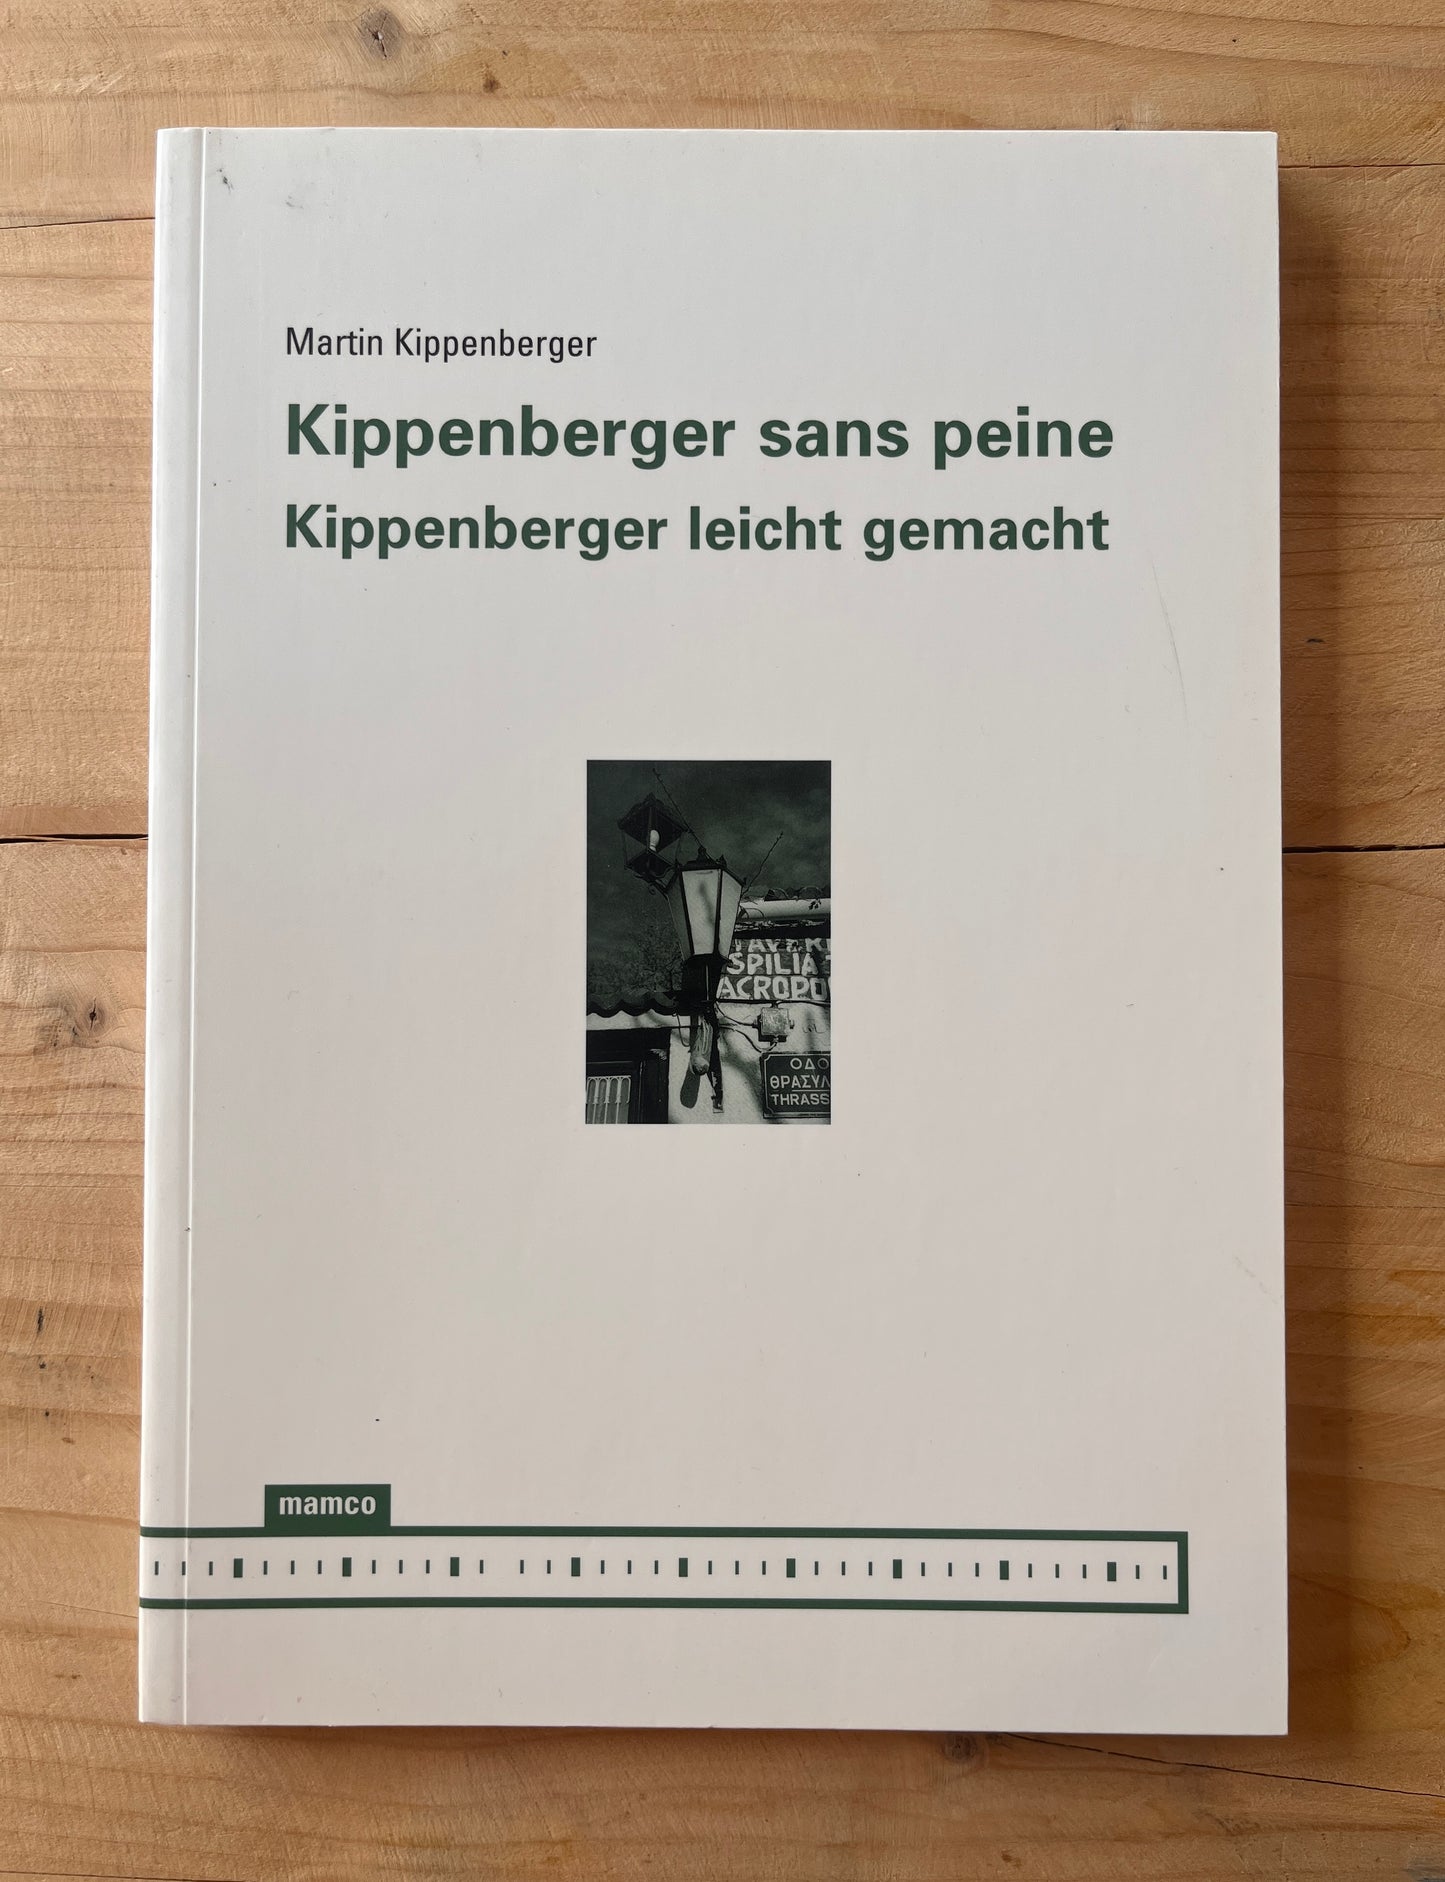 Martin Kippenberger
Kippenberger sans peine
Kippenberger leicht gemacht
SPILIA
ACROPO
ΟΔΟ
ΘΡΑΣΥΛ
THRASS
mamco